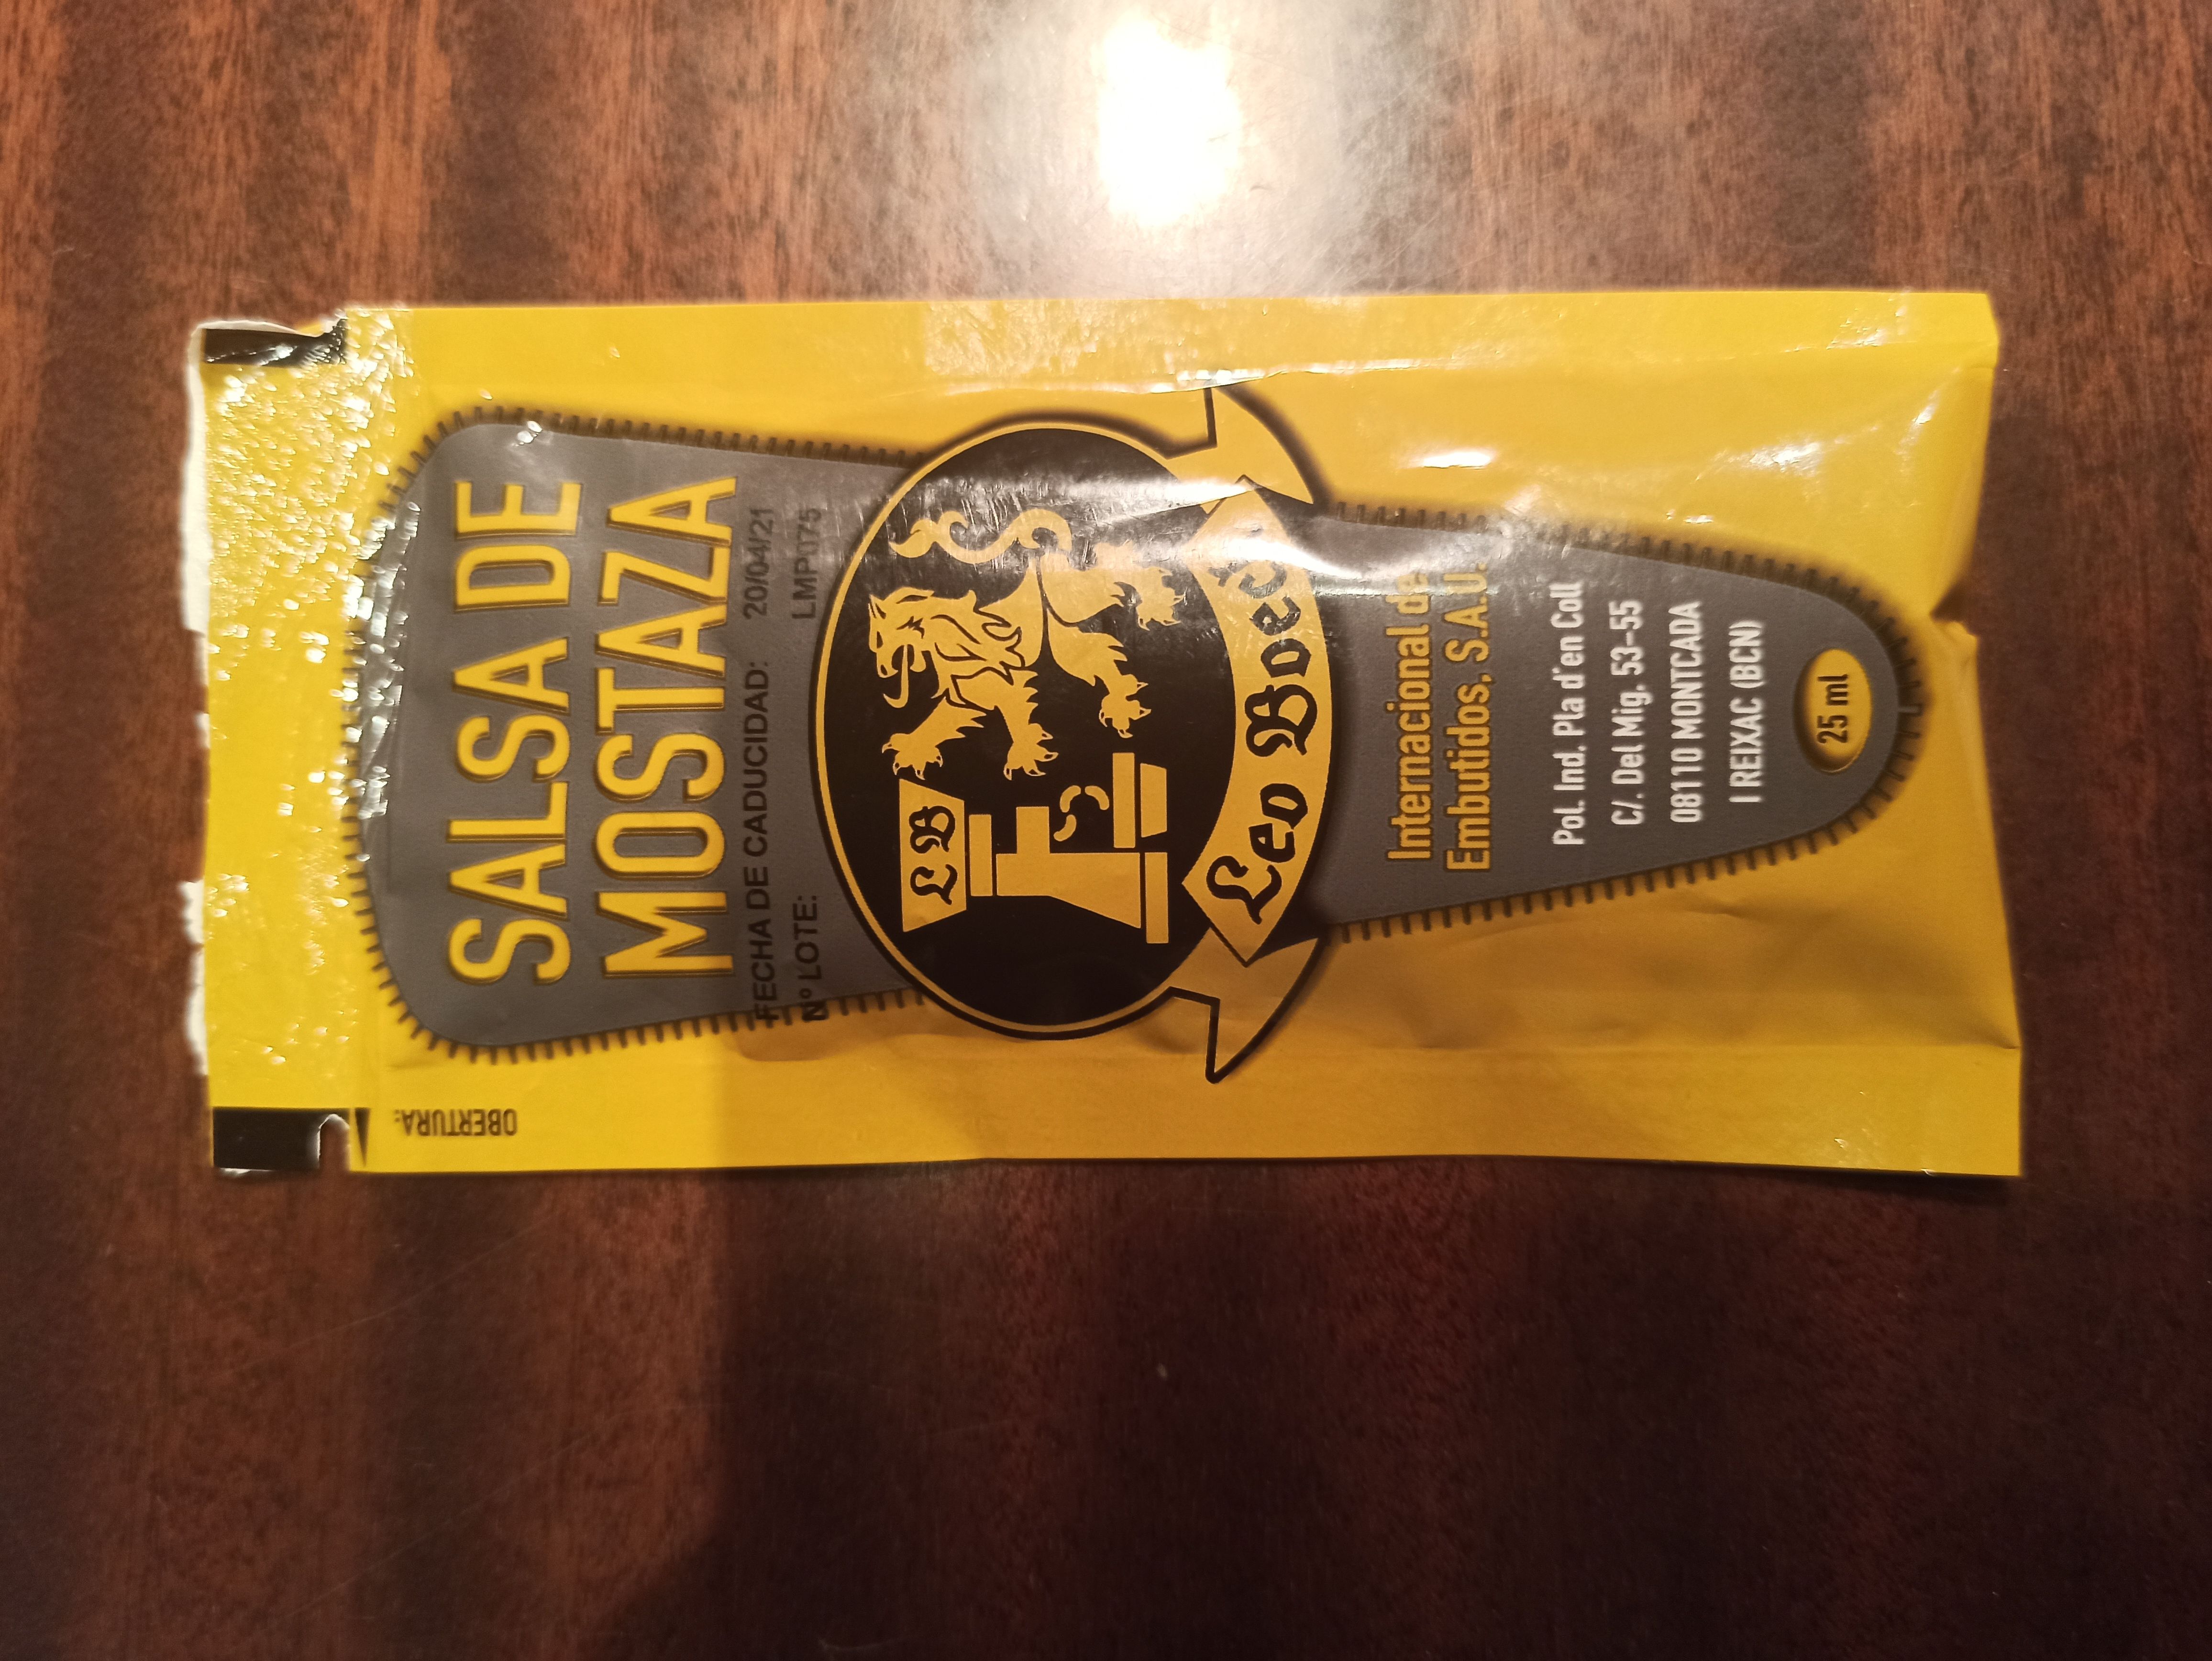 SALSA DE
MOSTAZA
FECHA DE CADUCIDAD: 20/04/21
Nº LOTE: LMP075
LB
Leo Boeck
Internacional de
Embutidos, S.A.U.
Pol. Ind. Pla d'en Coll
C/. Del Mig, 53-55
08110 MONTCADA
I REIXAC (BCN)
25 ml
OBERTURA: